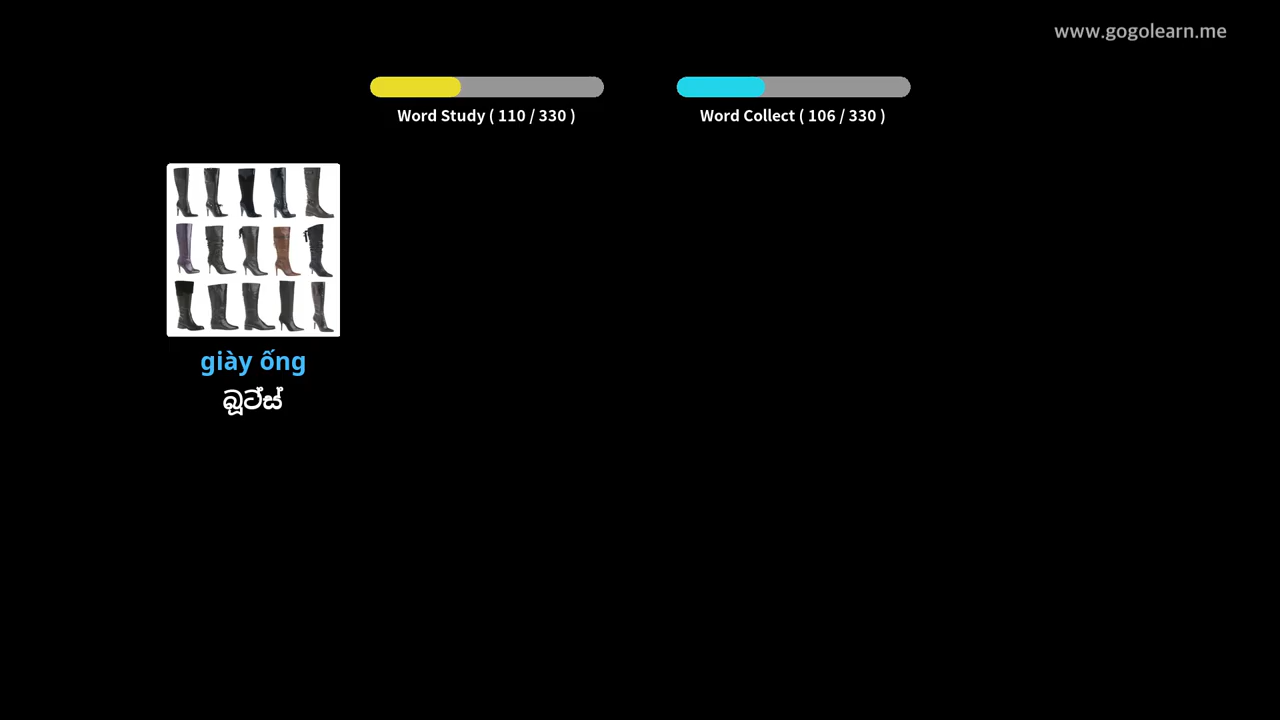 www.gogolearn.me
Word Study ( 110 / 330 )
Word Collect ( 106 / 330 )
giày ống
බූට්ස්